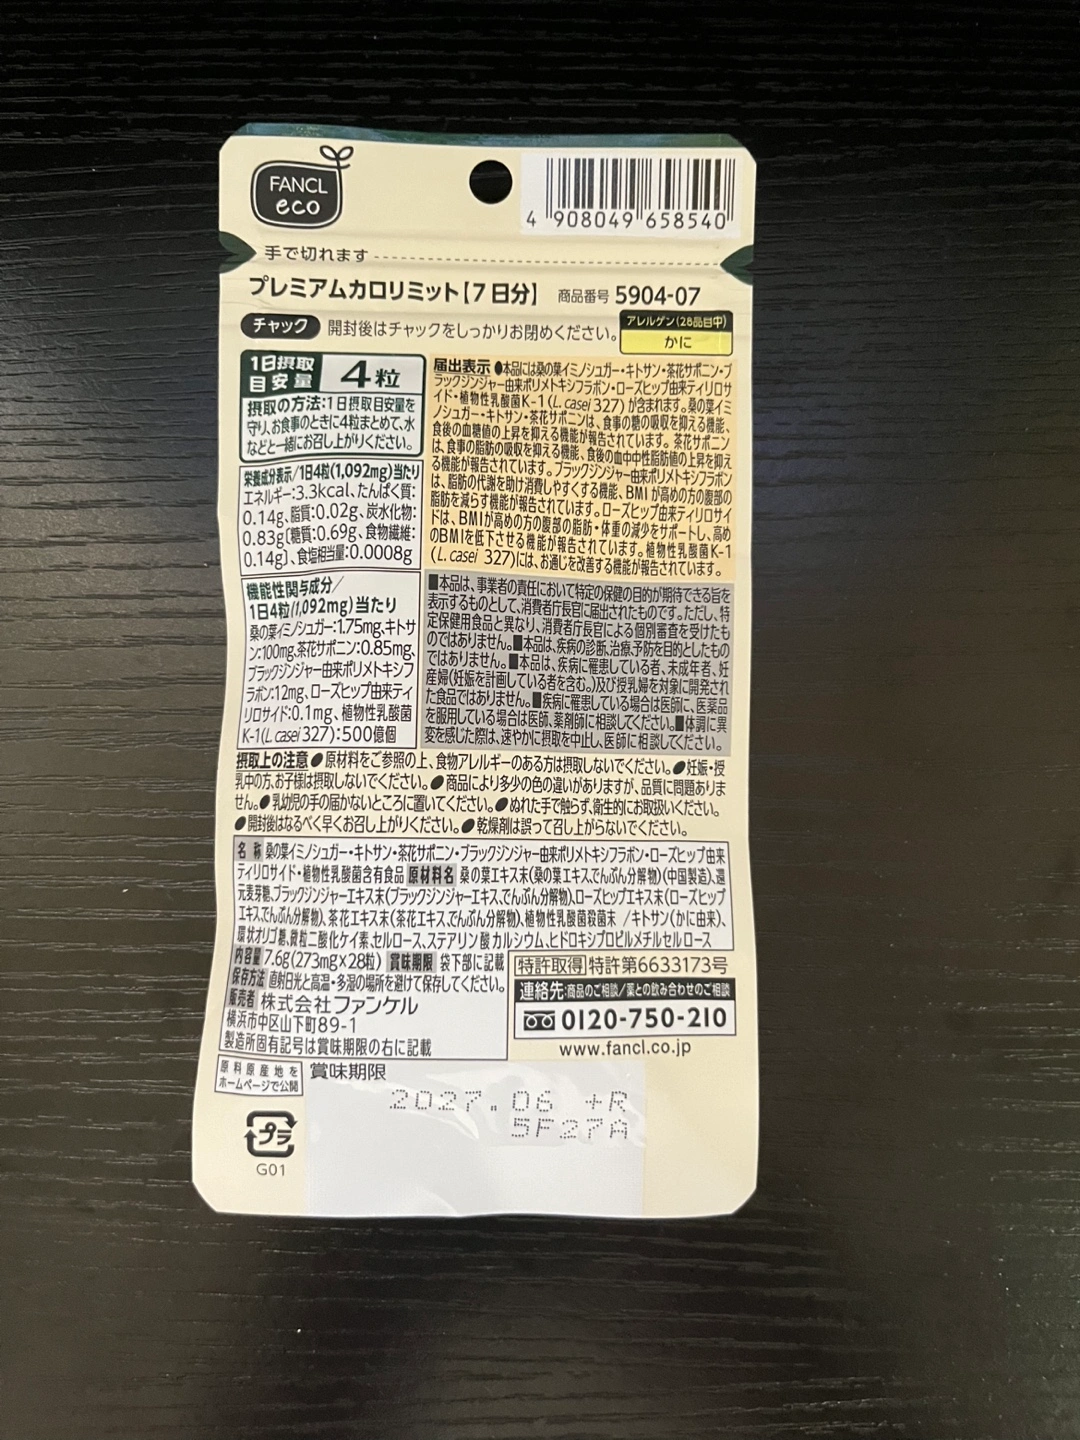 FANCL
eco
4 908049 658540
手で切れます
プレミアムカロリミット【7日分】 商品番号 5904-07
チャック 開封後はチャックをしっかりお閉めください。
アレルゲン(28品目中)
かに
1日摂取
目安量 4粒
摂取の方法:1日摂取目安量を
守り、お食事のときに4粒まとめて、水
などと一緒にお召し上がりください。
栄養成分表示/1日4粒(1,092mg)当たり
エネルギー:3.3kcal、たんぱく質:
0.14g、脂質:0.02g、炭水化物:
0.83g〔糖質:0.69g、食物繊維:
0.14g〕、食塩相当量:0.0008g
機能性関与成分/
1日4粒(1,092mg)当たり
桑の葉イミノシュガー:1.75mg、キトサ
ン:100mg、茶花サポニン:0.85mg、
ブラックジンジャー由来ポリメトキシフ
ラボン:12mg、ローズヒップ由来ティ
リロサイド:0.1mg、植物性乳酸菌
K-1(L. casei 327):500億個
届出表示 ●本品には桑の葉イミノシュガー・キトサン・茶花サポニン・ブ
ラックジンジャー由来ポリメトキシフラボン・ローズヒップ由来ティリロサ
イド・植物性乳酸菌K-1(L. casei 327)が含まれます。桑の葉イミ
ノシュガー・キトサン・茶花サポニンは、食事の糖の吸収を抑える機能、
食後の血糖値の上昇を抑える機能が報告されています。茶花サポニン
は、食事の脂肪の吸収を抑える機能、食後の血中中性脂肪値の上昇を抑え
る機能が報告されています。ブラックジンジャー由来ポリメトキシフラボン
は、脂肪の代謝を助け消費しやすくする機能、BMIが高めの方の腹部の
脂肪を減らす機能が報告されています。ローズヒップ由来ティリロサイ
ドは、BMIが高めの方の腹部の脂肪・体重の減少をサポートし、高め
のBMIを低下させる機能が報告されています。植物性乳酸菌K-1
(L. casei 327)には、お通じを改善する機能が報告されています。
■本品は、事業者の責任において特定の保健の目的が期待できる旨を
表示するものとして、消費者庁長官に届出されたものです。ただし、特
定保健用食品と異なり、消費者庁長官による個別審査を受けたも
のではありません。■本品は、疾病の診断、治療、予防を目的としたもの
ではありません。■本品は、疾病に罹患している者、未成年者、妊
産婦(妊娠を計画している者を含む。)及び授乳婦を対象に開発され
た食品ではありません。■疾病に罹患している場合は医師に、医薬品
を服用している場合は医師、薬剤師に相談してください。■体調に異
変を感じた際は、速やかに摂取を中止し、医師に相談してください。
摂取上の注意 ●原材料をご参照の上、食物アレルギーのある方は摂取しないでください。●妊娠・授
乳中の方、お子様は摂取しないでください。●商品により多少の色の違いがありますが、品質に問題ありま
せん。●乳幼児の手の届かないところに置いてください。●ぬれた手で触らず、衛生的にお取扱いください。
●開封後はなるべく早くお召し上がりください。●乾燥剤は誤って召し上がらないでください。
名 称 桑の葉イミノシュガー・キトサン・茶花サポニン・ブラックジンジャー由来ポリメトキシフラボン・ローズヒップ由来
ティリロサイド・植物性乳酸菌含有食品 原材料名 桑の葉エキス末(桑の葉エキス、でんぷん分解物)(中国製造)、還
元麦芽糖、ブラックジンジャーエキス末(ブラックジンジャーエキス、でんぷん分解物)、ローズヒップエキス末(ローズヒップ
エキス、でんぷん分解物)、茶花エキス末(茶花エキス、でんぷん分解物)、植物性乳酸菌殺菌末 /キトサン(かに由来)、
環状オリゴ糖、微粒二酸化ケイ素、セルロース、ステアリン酸カルシウム、ヒドロキシプロピルメチルセルロース
内容量 7.6g(273mg×28粒) 賞味期限 袋下部に記載
保存方法 直射日光と高温・多湿の場所を避けて保存してください。
販売者 株式会社ファンケル
横浜市中区山下町89-1
製造所固有記号は賞味期限の右に記載
特許取得 特許第6633173号
連絡先:商品のご相談/薬との飲み合わせのご相談
0120-750-210
www.fancl.co.jp
原料原産地を
ホームページで公開
賞味期限
2027.06 +R
5F27A
プラ
G01